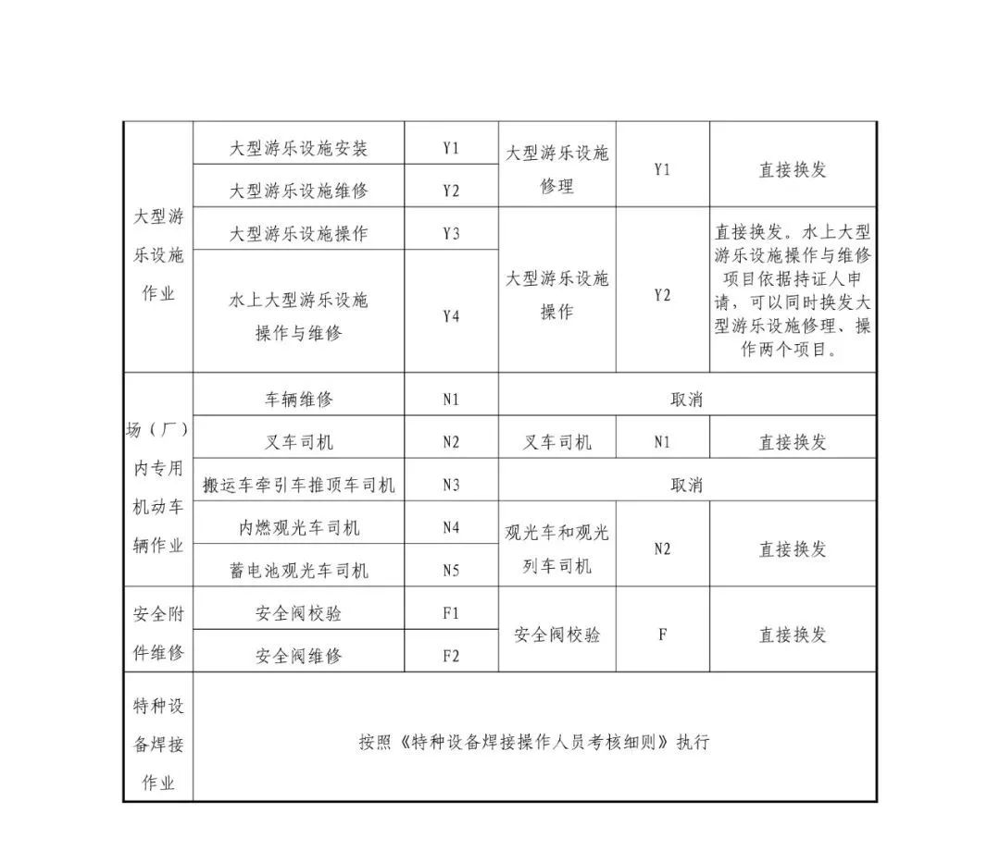 大型游
乐设施
作业
大型游乐设施安装
Y1
大型游乐设施
修理
Y1
直接换发
大型游乐设施维修
Y2
大型游乐设施操作
Y3
大型游乐设施
操作
Y2
直接换发。水上大型
游乐设施操作与维修
项目依据持证人申
请，可以同时换发大
型游乐设施修理、操
作两个项目。
水上大型游乐设施
操作与维修
Y4
场（厂）
内专用
机动车
辆作业
车辆维修
N1
取消
叉车司机
N2
叉车司机
N1
直接换发
搬运车牵引车推顶车司机
N3
取消
内燃观光车司机
N4
观光车和观光
列车司机
N2
直接换发
蓄电池观光车司机
N5
安全附
件维修
安全阀校验
F1
安全阀校验
F
直接换发
安全阀维修
F2
特种设
备焊接
作业
按照《特种设备焊接操作人员考核细则》执行